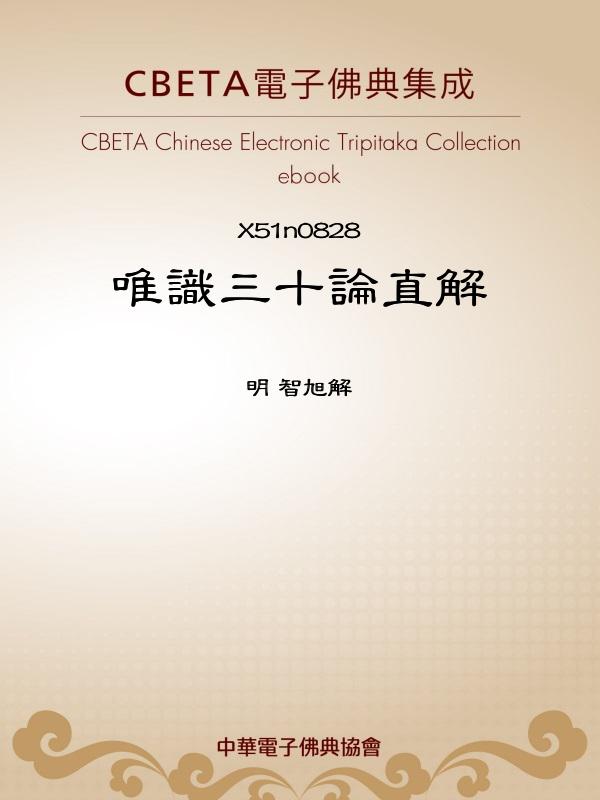 CBETA電子佛典集成
CBETA Chinese Electronic Tripitaka Collection
ebook
X51n0828
唯識三十論直解
明 智旭解
中華電子佛典協會